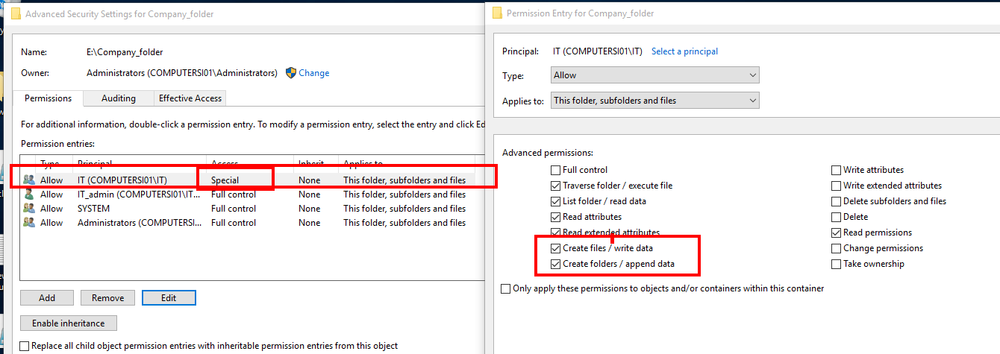 Advanced Security Settings for Company_folder
Name: E:\Company_folder
Owner: Administrators (COMPUTERSI01\Administrators) Change
Permissions Auditing Effective Access
For additional information, double-click a permission entry. To modify a permission entry, select the entry and click Ed
Permission entries:
Type Principal Access Inherit... Applies to
Allow IT (COMPUTERSI01\IT) Special None This folder, subfolders and files
Allow IT_admin (COMPUTERSI01\IT... Full control None This folder, subfolders and files
Allow SYSTEM Full control None This folder, subfolders and files
Allow Administrators (COMPUTERSI... Full control None This folder, subfolders and files
Add Remove Edit
Enable inheritance
Replace all child object permission entries with inheritable permission entries from this object
Permission Entry for Company_folder
Principal: IT (COMPUTERSI01\IT) Select a principal
Type: Allow
Applies to: This folder, subfolders and files
Advanced permissions:
Full control
Traverse folder / execute file
List folder / read data
Read attributes
Read extended attributes
Create files / write data
Create folders / append data
Write attributes
Write extended attributes
Delete subfolders and files
Delete
Read permissions
Change permissions
Take ownership
Only apply these permissions to objects and/or containers within this container